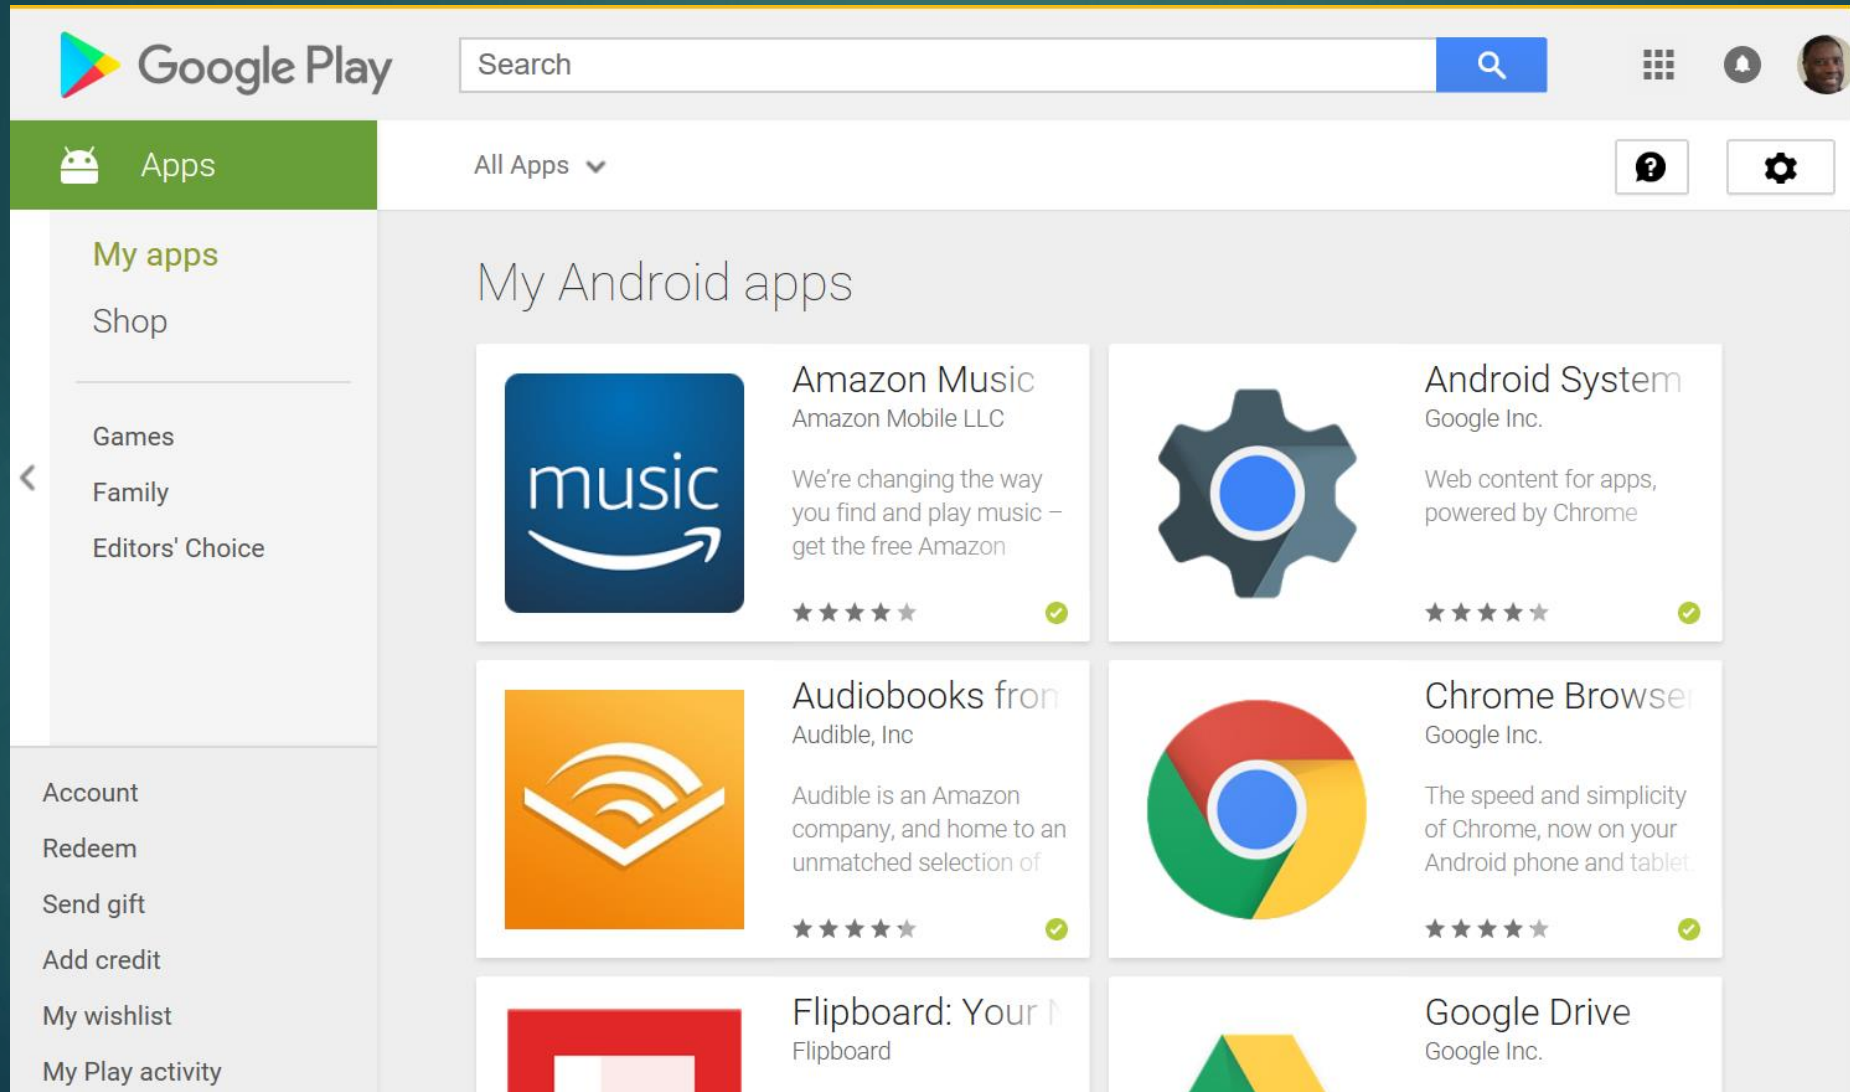 Google Play
Search
Apps
All Apps
My apps
Shop
Games
Family
Editors' Choice
Account
Redeem
Send gift
Add credit
My wishlist
My Play activity
My Android apps
music
Amazon Music
Amazon Mobile LLC
We're changing the way
you find and play music –
get the free Amazon
Android System
Google Inc.
Web content for apps,
powered by Chrome
Audiobooks from
Audible, Inc
Audible is an Amazon
company, and home to an
unmatched selection of
Chrome Browser
Google Inc.
The speed and simplicity
of Chrome, now on your
Android phone and tablet.
Flipboard: Your
Flipboard
Google Drive
Google Inc.